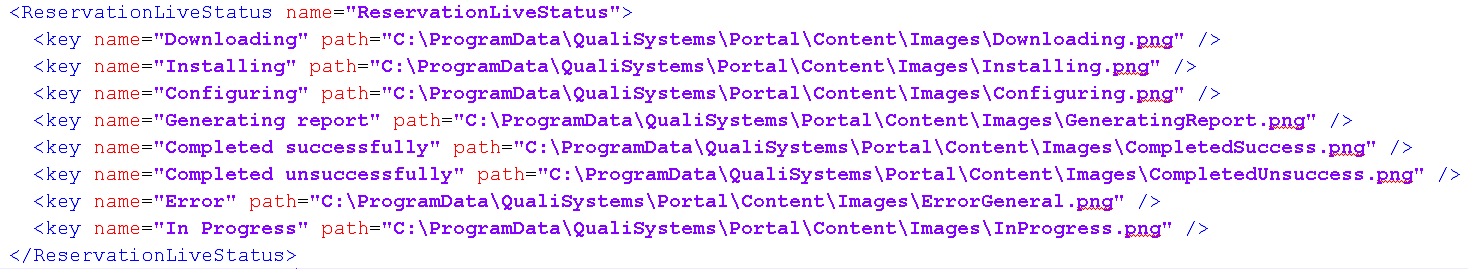 <ReservationLiveStatus name="ReservationLiveStatus">
<key name="Downloading" path="C:\ProgramData\QualiSystems\Portal\Content\Images\Downloading.png" />
<key name="Installing" path="C:\ProgramData\QualiSystems\Portal\Content\Images\Installing.png" />
<key name="Configuring" path="C:\ProgramData\QualiSystems\Portal\Content\Images\Configuring.png" />
<key name="Generating report" path="C:\ProgramData\QualiSystems\Portal\Content\Images\GeneratingReport.png" />
<key name="Completed successfully" path="C:\ProgramData\QualiSystems\Portal\Content\Images\CompletedSuccess.png" />
<key name="Completed unsuccessfully" path="C:\ProgramData\QualiSystems\Portal\Content\Images\CompletedUnsuccess.png" />
<key name="Error" path="C:\ProgramData\QualiSystems\Portal\Content\Images\ErrorGeneral.png" />
<key name="In Progress" path="C:\ProgramData\QualiSystems\Portal\Content\Images\InProgress.png" />
</ReservationLiveStatus>